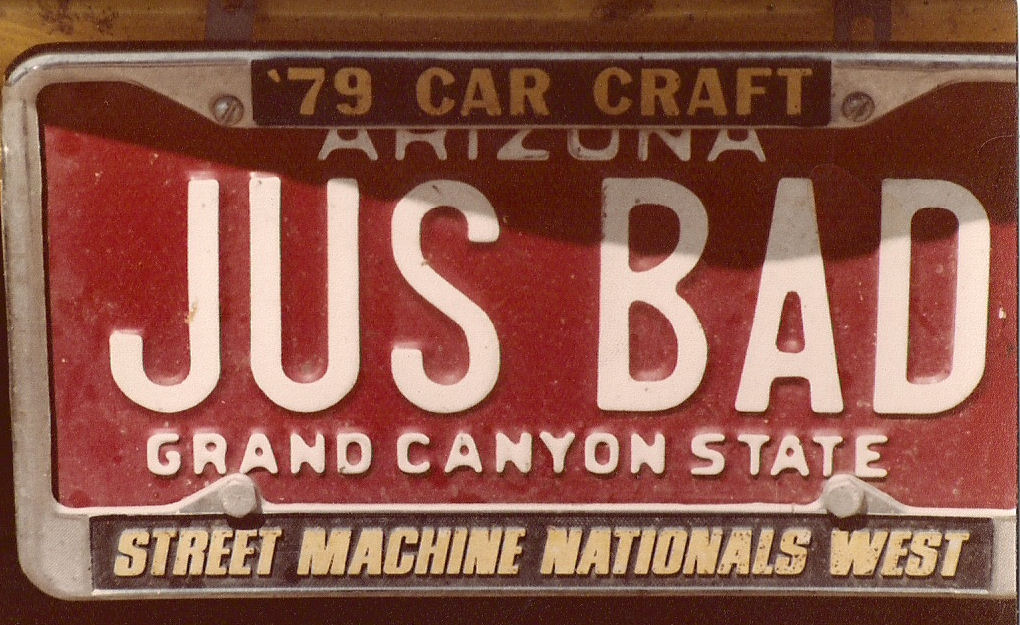 '79 CAR CRAFT
ARIZONA
JUS BAD
GRAND CANYON STATE
STREET MACHINE NATIONALS WEST